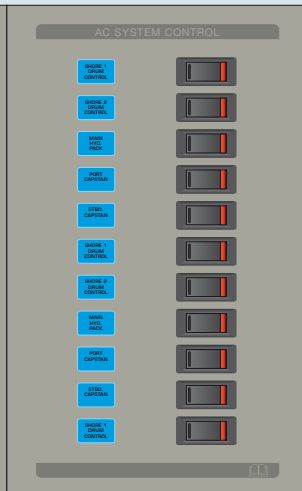 AC SYSTEM CONTROL
SHORE 1
DRUM
CONTROL
SHORE 2
DRUM
CONTROL
MAIN
HYD.
PACK
PORT
CAPSTAN
STBD.
CAPSTAN
SHORE 1
DRUM
CONTROL
SHORE 2
DRUM
CONTROL
MAIN
HYD.
PACK
PORT
CAPSTAN
STBD.
CAPSTAN
SHORE 1
DRUM
CONTROL